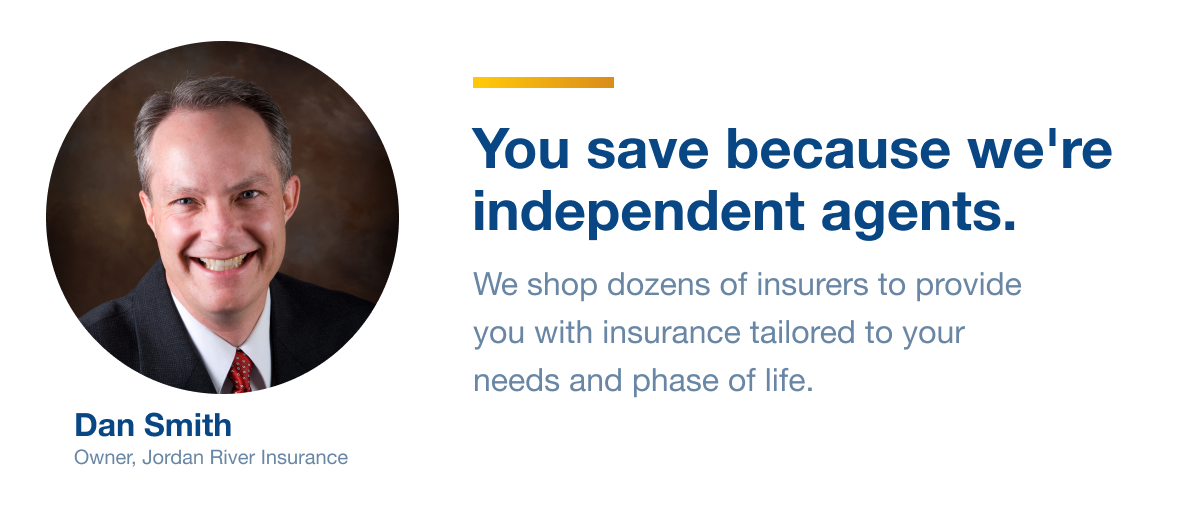 You save because we're
independent agents.
We shop dozens of insurers to provide
you with insurance tailored to your
needs and phase of life.
Dan Smith
Owner, Jordan River Insurance